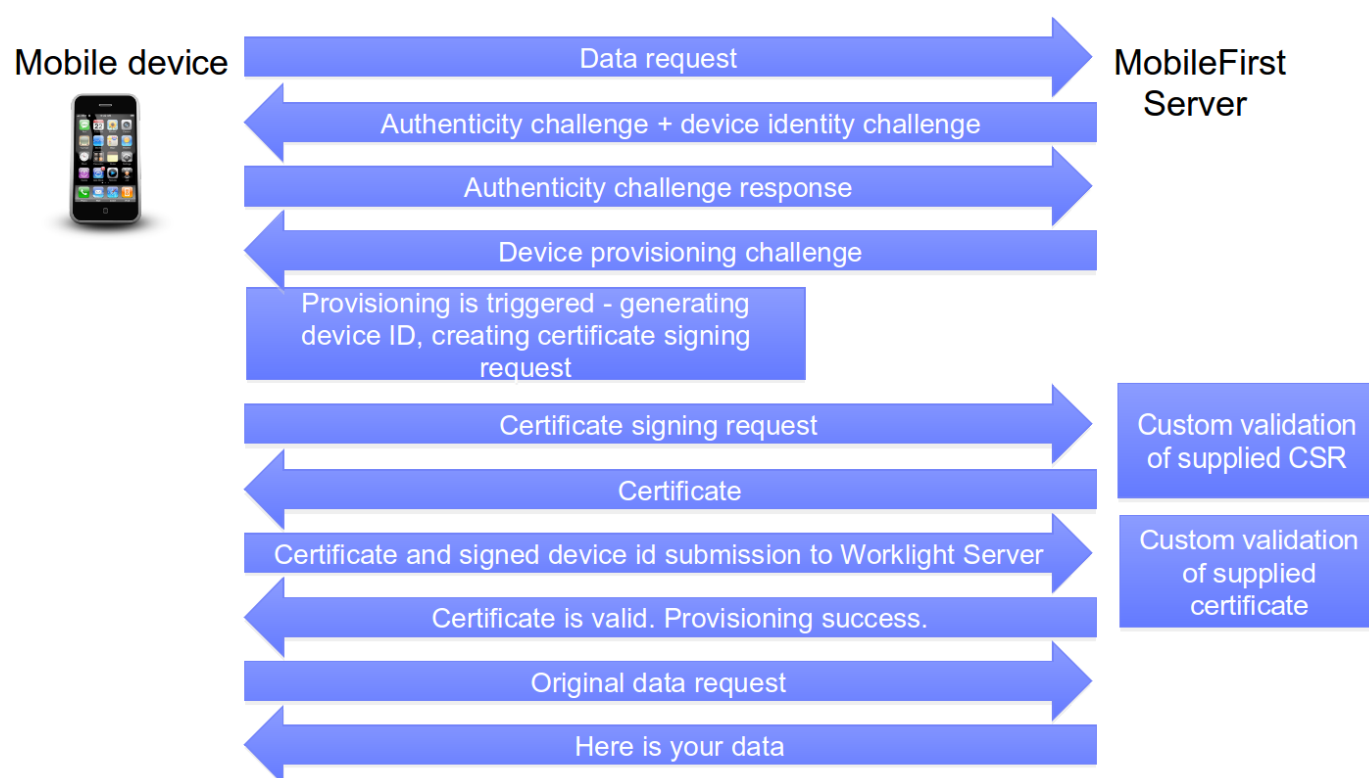 Mobile device
Data request
MobileFirst
Server
Authenticity challenge + device identity challenge
Authenticity challenge response
Device provisioning challenge
Provisioning is triggered - generating
device ID, creating certificate signing
request
Certificate signing request
Custom validation
of supplied CSR
Certificate
Certificate and signed device id submission to Worklight Server
Custom validation
of supplied
certificate
Certificate is valid. Provisioning success.
Original data request
Here is your data